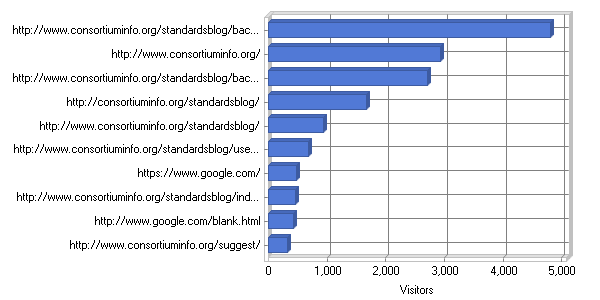 http://www.consortiuminfo.org/standardsblog/bac...
http://www.consortiuminfo.org/
http://www.consortiuminfo.org/standardsblog/bac...
http://consortiuminfo.org/standardsblog/
http://www.consortiuminfo.org/standardsblog/
http://www.consortiuminfo.org/standardsblog/use...
https://www.google.com/
http://www.consortiuminfo.org/standardsblog/ind...
http://www.google.com/blank.html
http://www.consortiuminfo.org/suggest/
0 1,000 2,000 3,000 4,000 5,000
Visitors